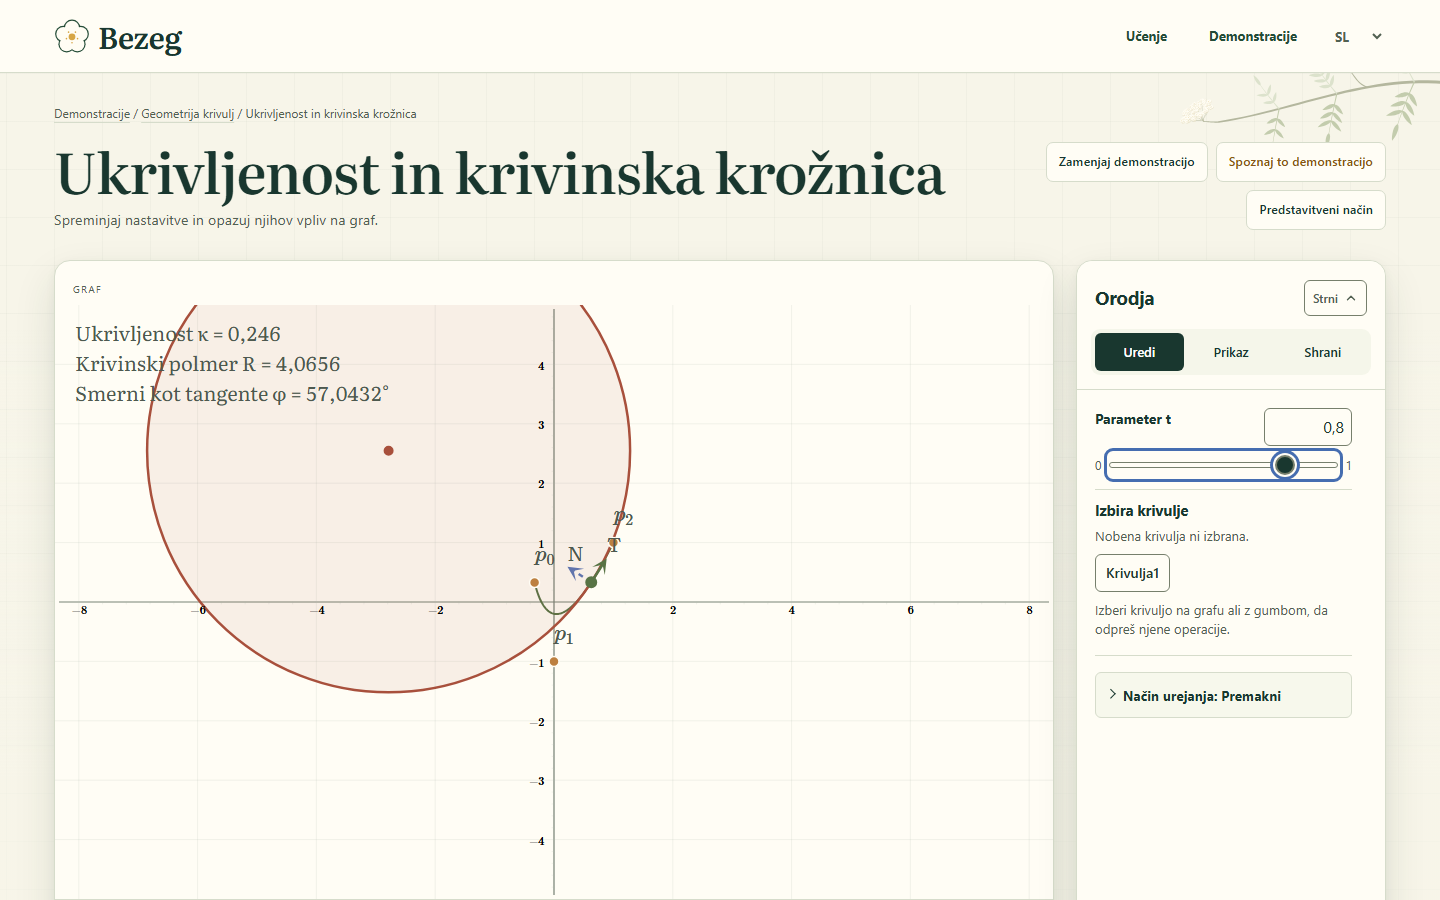 Bezeg
Učenje
Demonstracije
SL
Demonstracije / Geometrija krivulj / Ukrivljenost in krivinska krožnica
Ukrivljenost in krivinska krožnica
Spreminjaj nastavitve in opazuj njihov vpliv na graf.
Zamenjaj demonstracijo
Spoznaj to demonstracijo
Predstavitveni način
GRAF
Ukrivljenost κ = 0,246
Krivinski polmer R = 4,0656
Smerni kot tangente φ = 57,0432°
4
3
2
1
−1
−2
−3
−4
−8
−6
−4
−2
2
4
6
8
p0
p1
p2
N
T
Orodja
Strni
Uredi
Prikaz
Shrani
Parameter t
0,8
0
1
Izbira krivulje
Nobena krivulja ni izbrana.
Krivulja1
Izberi krivuljo na grafu ali z gumbom, da
odpreš njene operacije.
Način urejanja: Premakni